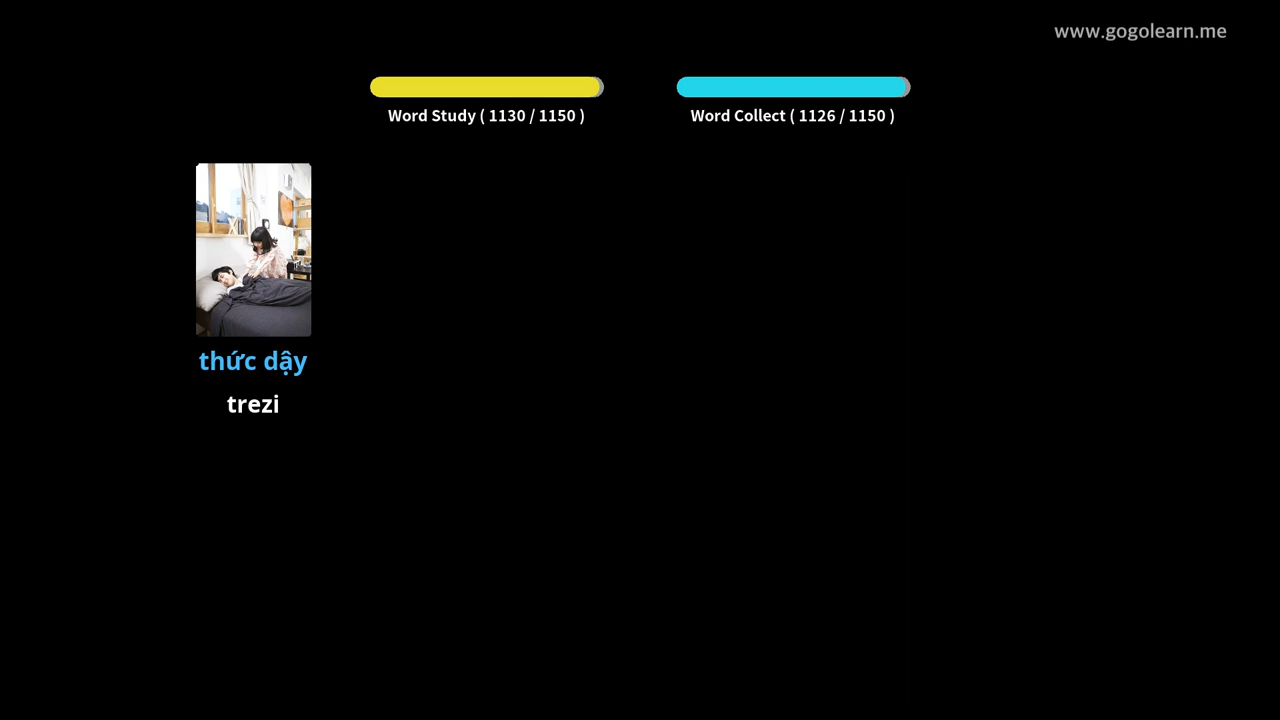 www.gogolearn.me
Word Study ( 1130 / 1150 )
Word Collect ( 1126 / 1150 )
thức dậy
trezi